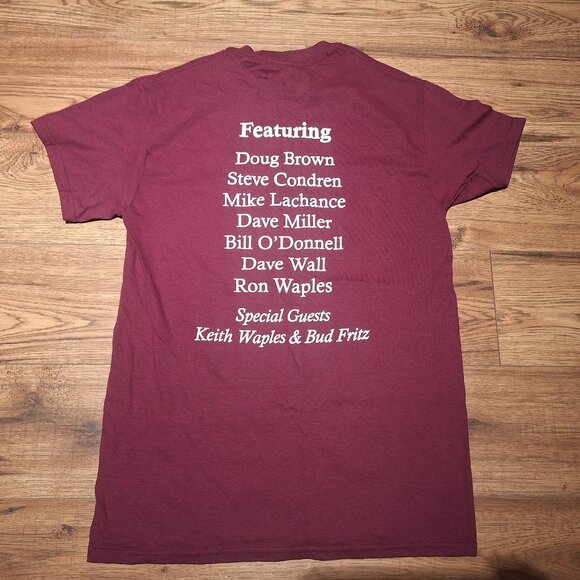 Featuring
Doug Brown
Steve Condren
Mike Lachance
Dave Miller
Bill O'Donnell
Dave Wall
Ron Waples
Special Guests
Keith Waples & Bud Fritz